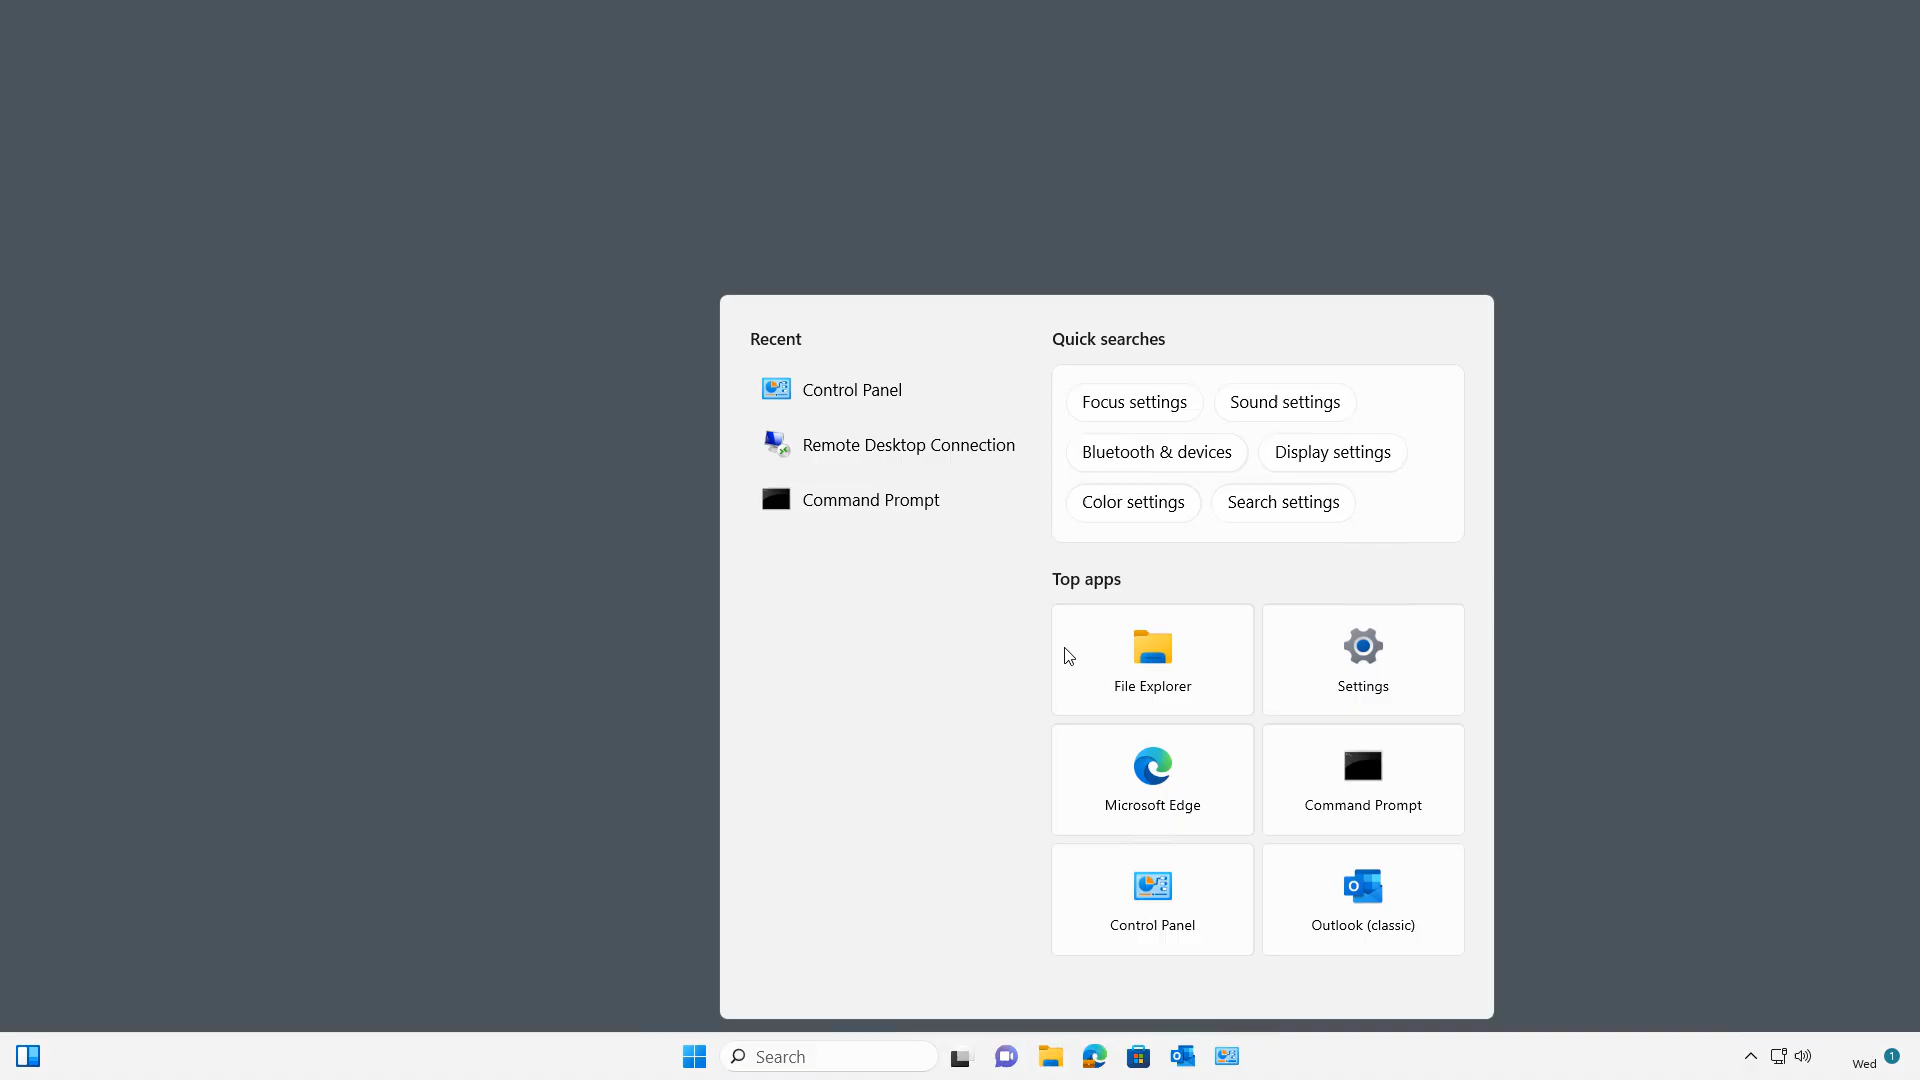 Recent
Control Panel
Remote Desktop Connection
Command Prompt
Quick searches
Focus settings
Sound settings
Bluetooth & devices
Display settings
Color settings
Search settings
Top apps
File Explorer
Settings
Microsoft Edge
Command Prompt
Control Panel
Outlook (classic)
Search
Wed
1